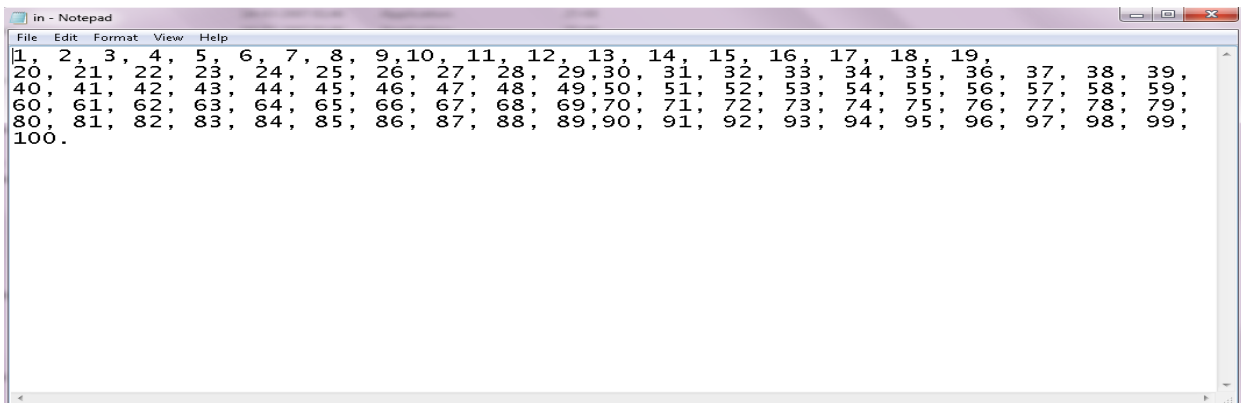 in - Notepad
File Edit Format View Help
1, 2, 3, 4, 5, 6, 7, 8, 9,10, 11, 12, 13, 14, 15, 16, 17, 18, 19,
20, 21, 22, 23, 24, 25, 26, 27, 28, 29,30, 31, 32, 33, 34, 35, 36, 37, 38, 39,
40, 41, 42, 43, 44, 45, 46, 47, 48, 49,50, 51, 52, 53, 54, 55, 56, 57, 58, 59,
60, 61, 62, 63, 64, 65, 66, 67, 68, 69,70, 71, 72, 73, 74, 75, 76, 77, 78, 79,
80, 81, 82, 83, 84, 85, 86, 87, 88, 89,90, 91, 92, 93, 94, 95, 96, 97, 98, 99,
100.